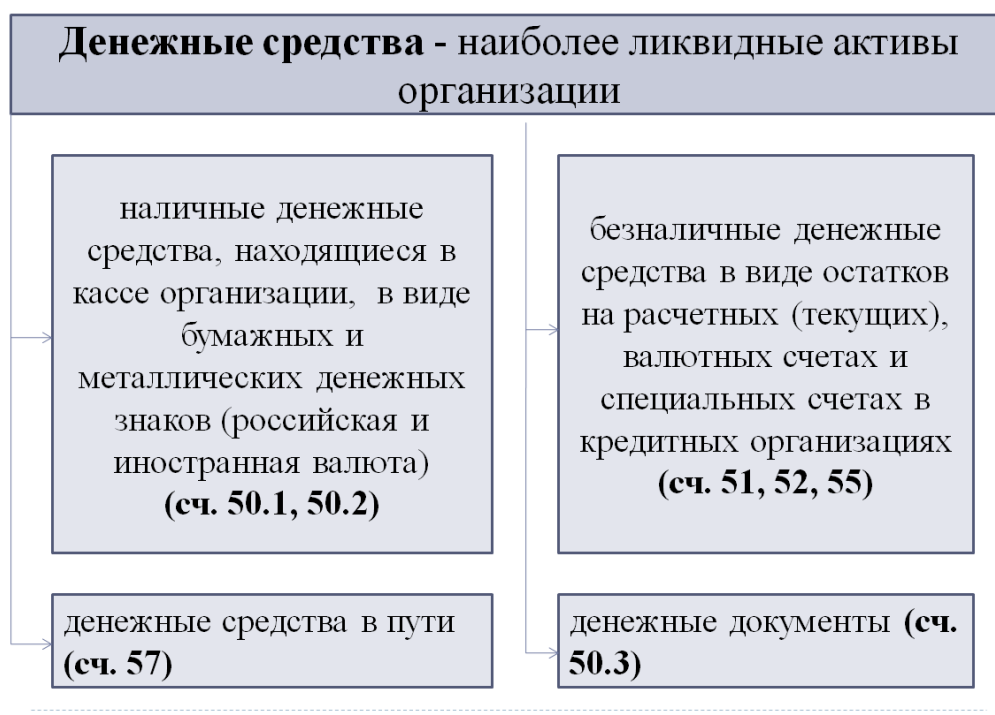 Денежные средства - наиболее ликвидные активы
организации
наличные денежные
средства, находящиеся в
кассе организации, в виде
бумажных и
металлических денежных
знаков (российская и
иностранная валюта)
(сч. 50.1, 50.2)
безналичные денежные
средства в виде остатков
на расчетных (текущих),
валютных счетах и
специальных счетах в
кредитных организациях
(сч. 51, 52, 55)
денежные средства в пути
(сч. 57)
денежные документы (сч.
50.3)